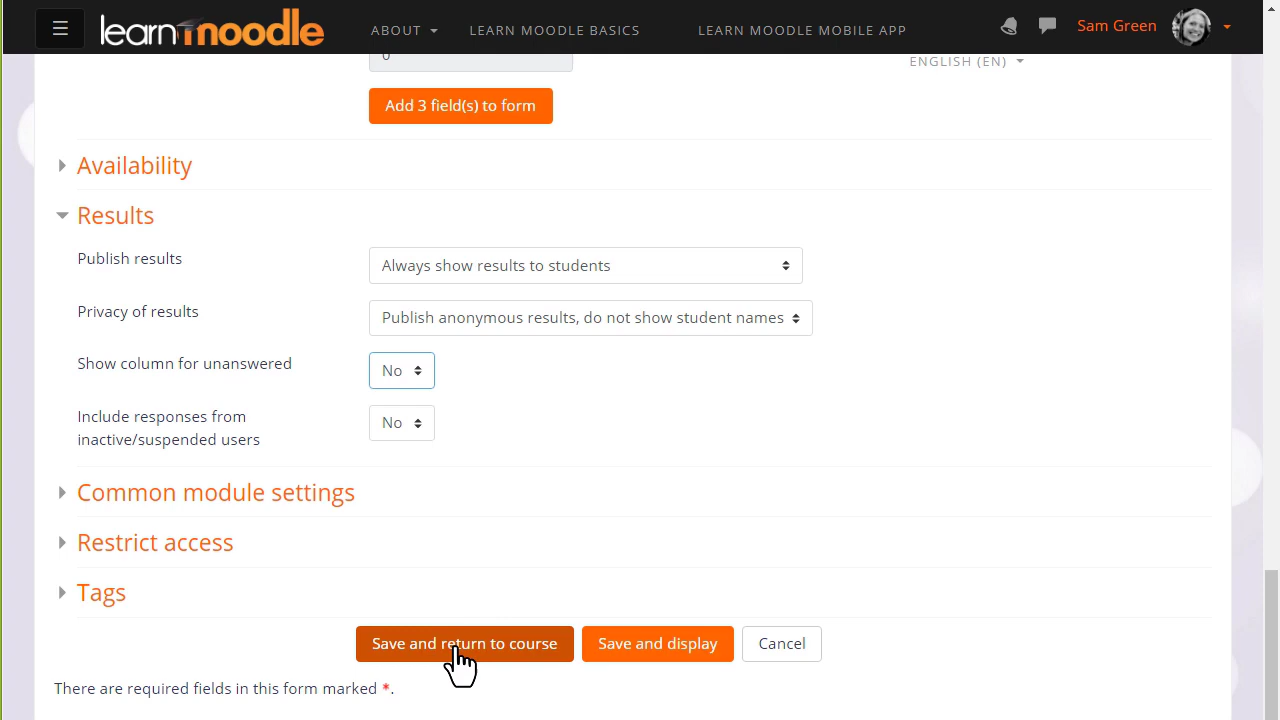 learn moodle
ABOUT
LEARN MOODLE BASICS
LEARN MOODLE MOBILE APP
Sam Green
0
ENGLISH (EN)
Add 3 field(s) to form
Availability
Results
Publish results
Always show results to students
Privacy of results
Publish anonymous results, do not show student names
Show column for unanswered
No
Include responses from
inactive/suspended users
No
Common module settings
Restrict access
Tags
Save and return to course
Save and display
Cancel
There are required fields in this form marked *.